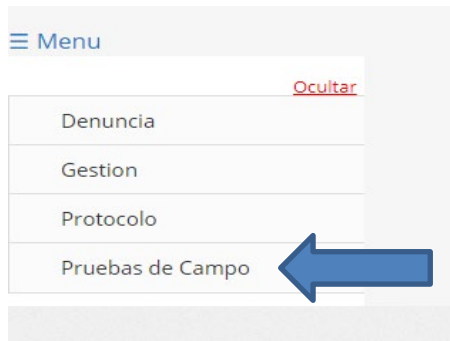 ☰ Menu
Ocultar
Denuncia
Gestion
Protocolo
Pruebas de Campo